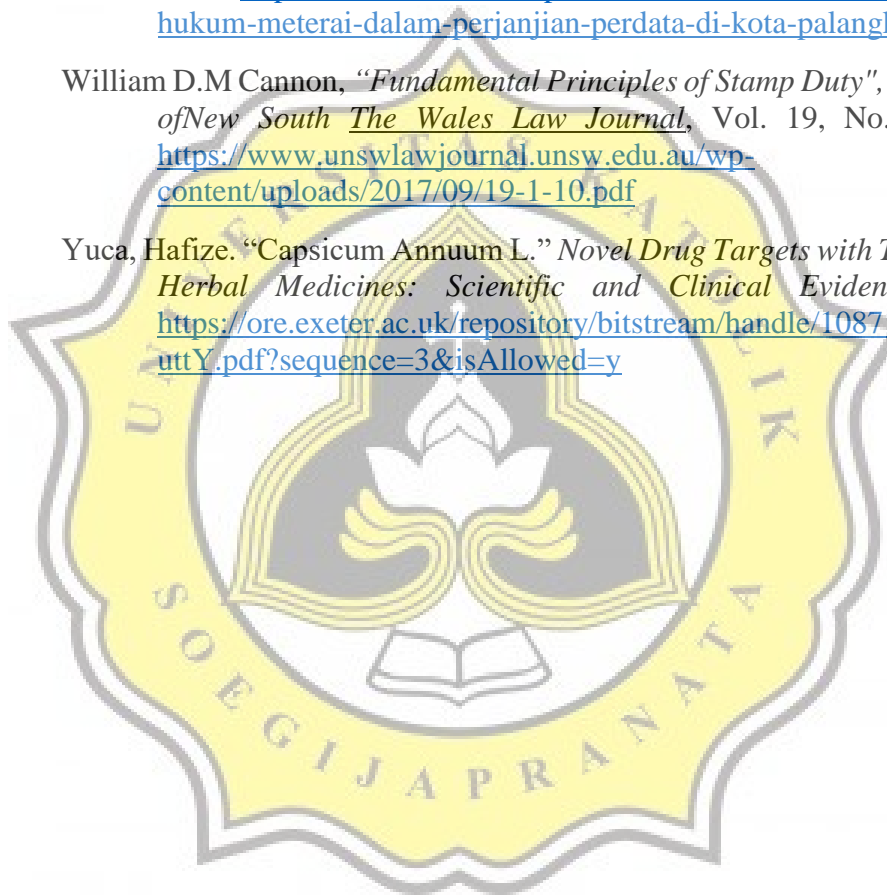 hukum-meterai-dalam-perjanjian-perdata-di-kota-palangk
William D.M Cannon, “Fundamental Principles of Stamp Duty",
ofNew South The Wales Law Journal, Vol. 19, No.
https://www.unswlawjournal.unsw.edu.au/wp-
content/uploads/2017/09/19-1-10.pdf
Yuca, Hafize. “Capsicum Annuum L.” Novel Drug Targets with T
Herbal Medicines: Scientific and Clinical Eviden
https://ore.exeter.ac.uk/repository/bitstream/handle/1087
uttY.pdf?sequence=3&isAllowed=y
UNIVERSITAS KATOLIK
SOEGIJAPRANATA